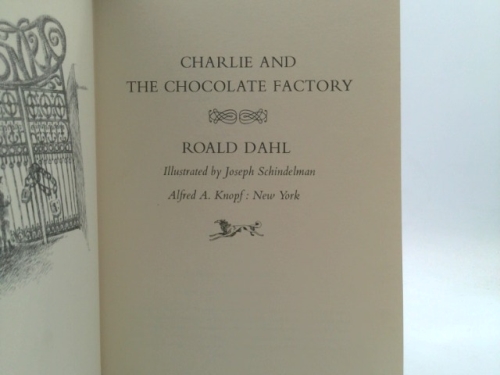 CHARLIE AND
THE CHOCOLATE FACTORY
ROALD DAHL
Illustrated by Joseph Schindelman
Alfred A. Knopf : New York